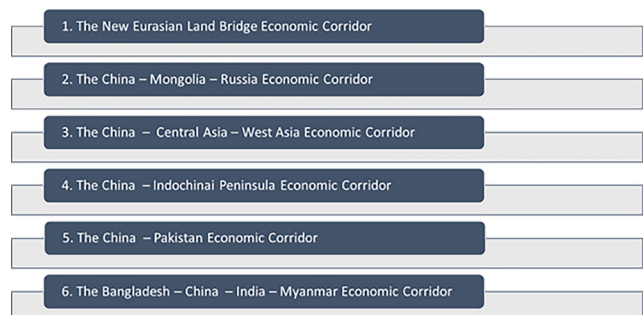 1. The New Eurasian Land Bridge Economic Corridor
2. The China – Mongolia – Russia Economic Corridor
3. The China – Central Asia – West Asia Economic Corridor
4. The China – Indochinai Peninsula Economic Corridor
5. The China – Pakistan Economic Corridor
6. The Bangladesh – China – India – Myanmar Economic Corridor